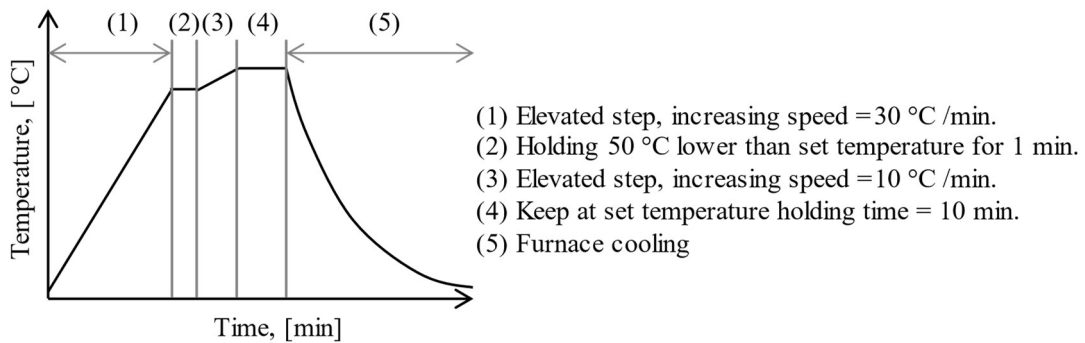 (1) (2) (3) (4) (5)
Temperature, [ °C]
(1) Elevated step, increasing speed =30 °C /min.
(2) Holding 50 °C lower than set temperature for 1 min.
(3) Elevated step, increasing speed =10 °C /min.
(4) Keep at set temperature holding time = 10 min.
(5) Furnace cooling
Time, [min]